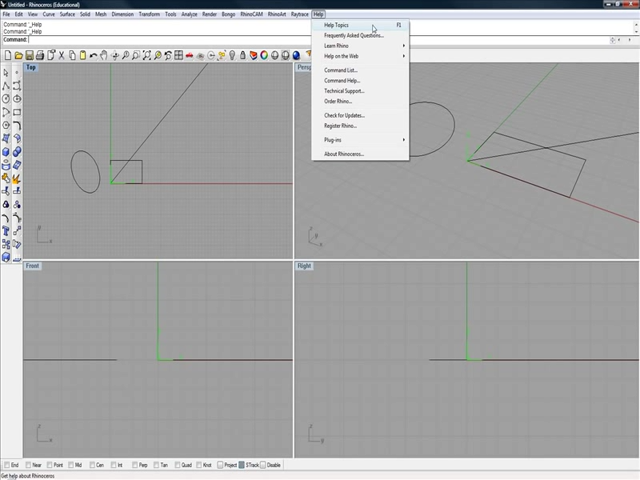 Untitled - Rhinoceros (Educational)
File Edit View Curve Surface Solid Mesh Dimension Transform Tools Analyze Render Bongo RhinoCAM RhinoArt Raytrace Help
Command: '_Help
Command: '_Help
Command:
Help Topics F1
Frequently Asked Questions...
Learn Rhino
Help on the Web
Command List...
Command Help...
Technical Support...
Order Rhino...
Check for Updates...
Register Rhino...
Plug-ins
About Rhinoceros...
Top
Persp
y
x
Front
Right
z
x
z
y
End Near Point Mid Cen Int Perp Tan Quad Knot Project STrack Disable
Get help about Rhinoceros